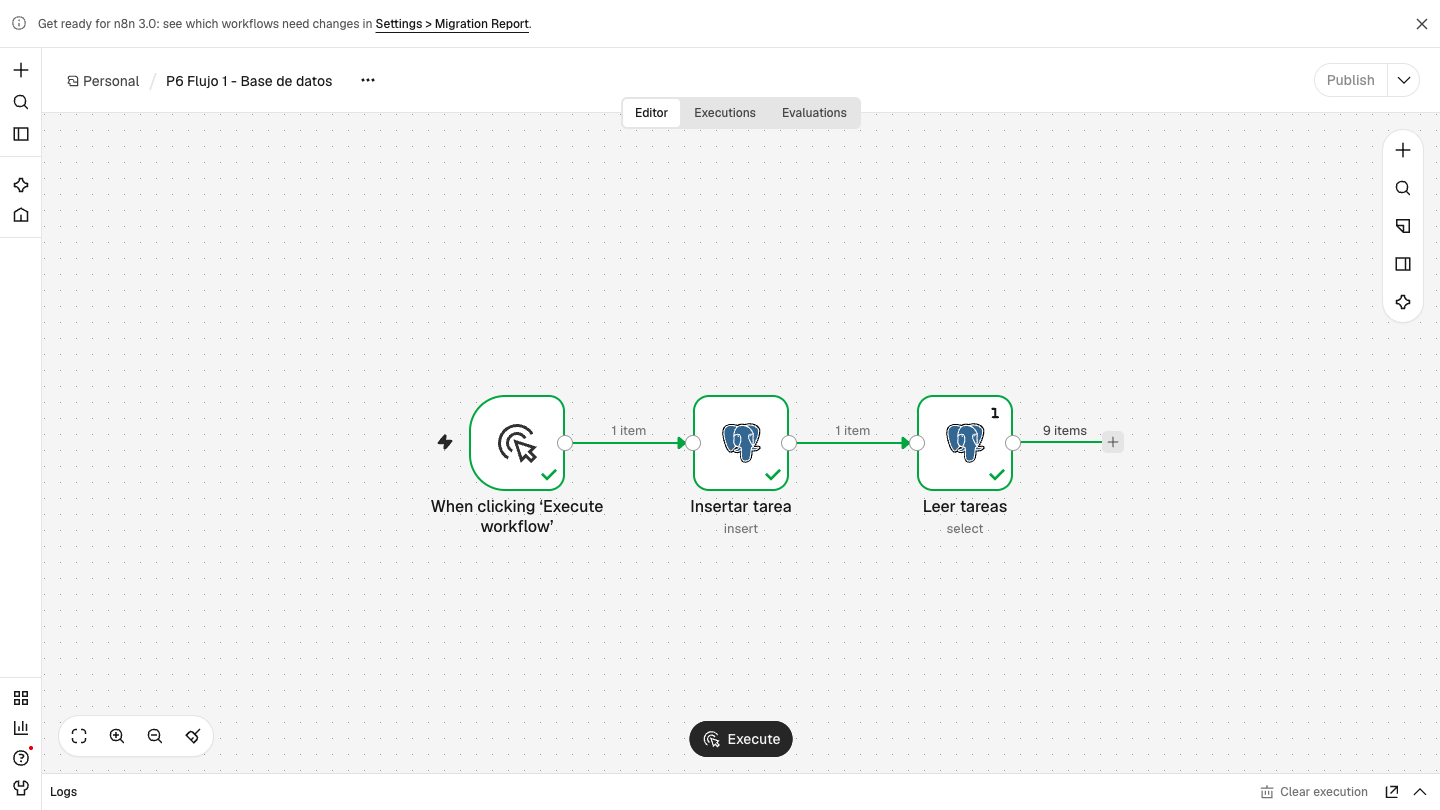 Get ready for n8n 3.0: see which workflows need changes in Settings > Migration Report.
Personal / P6 Flujo 1 - Base de datos ...
Publish
Editor Executions Evaluations
1 item
1 item
1
9 items
When clicking ‘Execute
workflow’
Insertar tarea
insert
Leer tareas
select
Execute
Logs
Clear execution